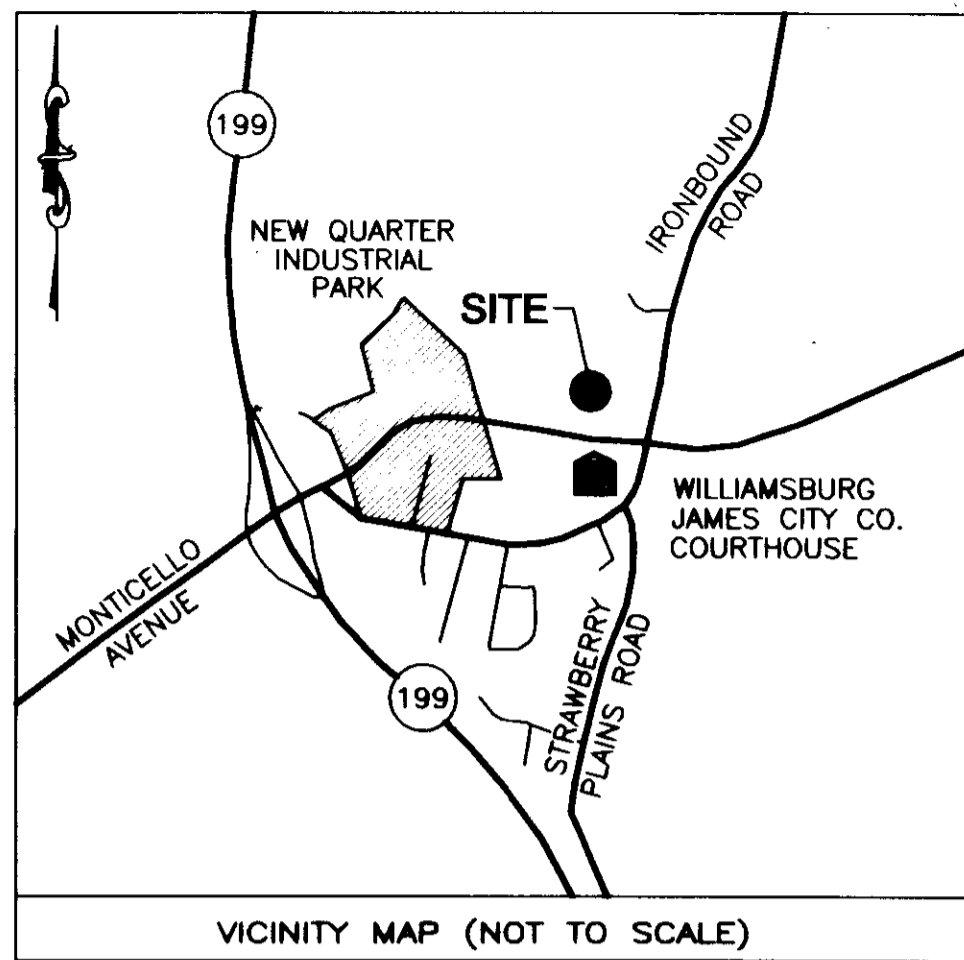 199
IRONBOUND
ROAD
NEW QUARTER
INDUSTRIAL
PARK
SITE
WILLIAMSBURG
JAMES CITY CO.
COURTHOUSE
MONTICELLO
AVENUE
199
STRAWBERRY
PLAINS ROAD
VICINITY MAP (NOT TO SCALE)